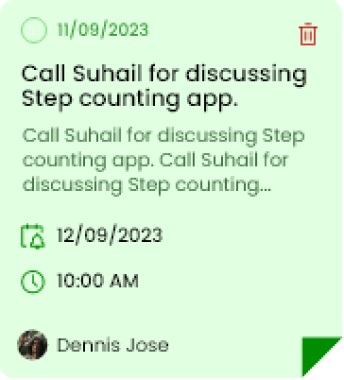 11/09/2023
Call Suhail for discussing
Step counting app.
Call Suhail for discussing Step
counting app. Call Suhail for
discussing Step counting...
12/09/2023
10:00 AM
Dennis Jose